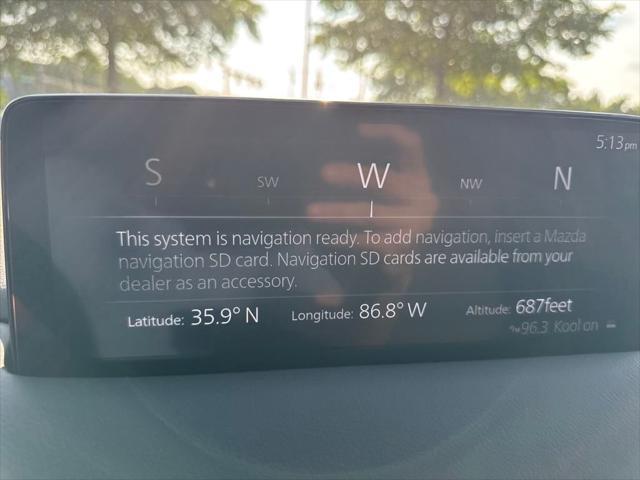 5:13pm
S SW W NW N
This system is navigation ready. To add navigation, insert a Mazda
navigation SD card. Navigation SD cards are available from your
dealer as an accessory.
Latitude: 35.9° N Longitude: 86.8° W Altitude: 687feet
96.3 Kool on